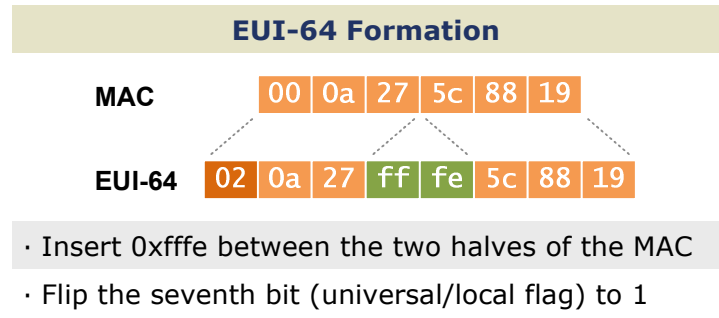 EUI-64 Formation
MAC 00 0a 27 5c 88 19
EUI-64 02 0a 27 ff fe 5c 88 19
· Insert 0xfffe between the two halves of the MAC
· Flip the seventh bit (universal/local flag) to 1